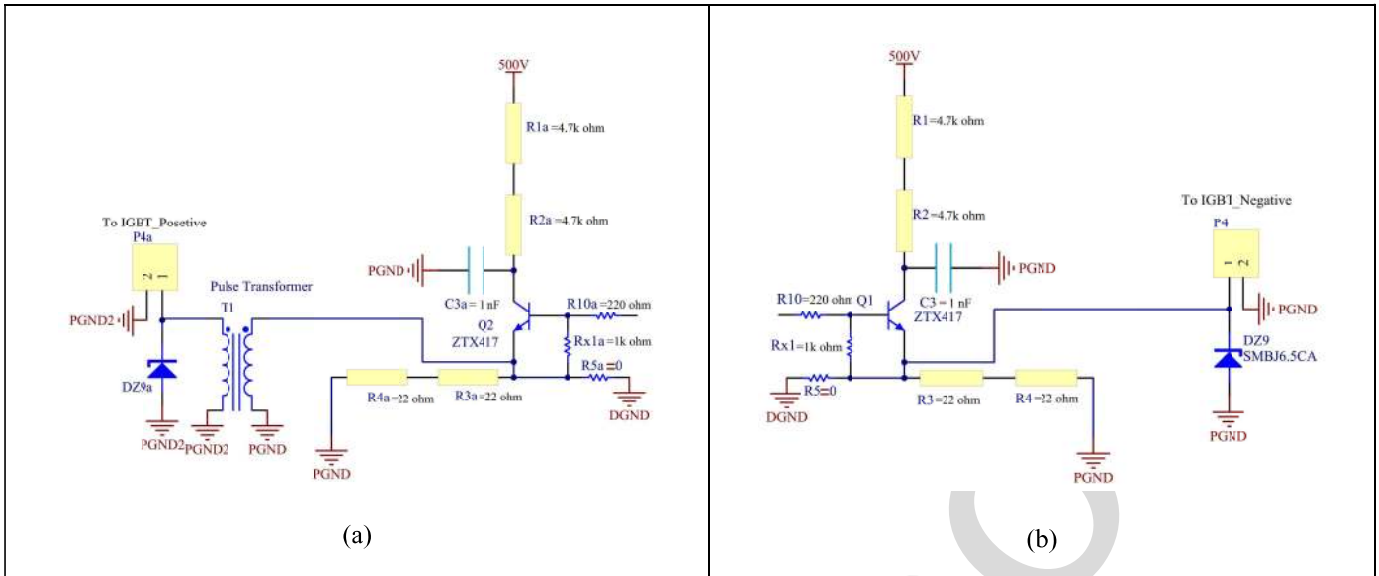 500V
R1a =4.7k ohm
R2a =4.7k ohm
To IGBT_Posetive
P4a
2 1
PGND
Pulse Transformer
T1
C3a = 1nF
R10a =220 ohm
Q2
ZTX417
Rx1a =1k ohm
PGND2
R5a =0
DZ9a
R4a =22 ohm
R3a =22 ohm
DGND
PGND2
PGND2
PGND
PGND
(a)
500V
R1 =4.7k ohm
R2 =4.7k ohm
To IGBT_Negative
P4
1 2
PGND
R10 =220 ohm
Q1
C3 = 1 nF
ZTX417
PGND
Rx1 =1k ohm
DZ9
SMBJ6.5CA
R5=0
R3 =22 ohm
R4 =22 ohm
DGND
PGND
PGND
(b)